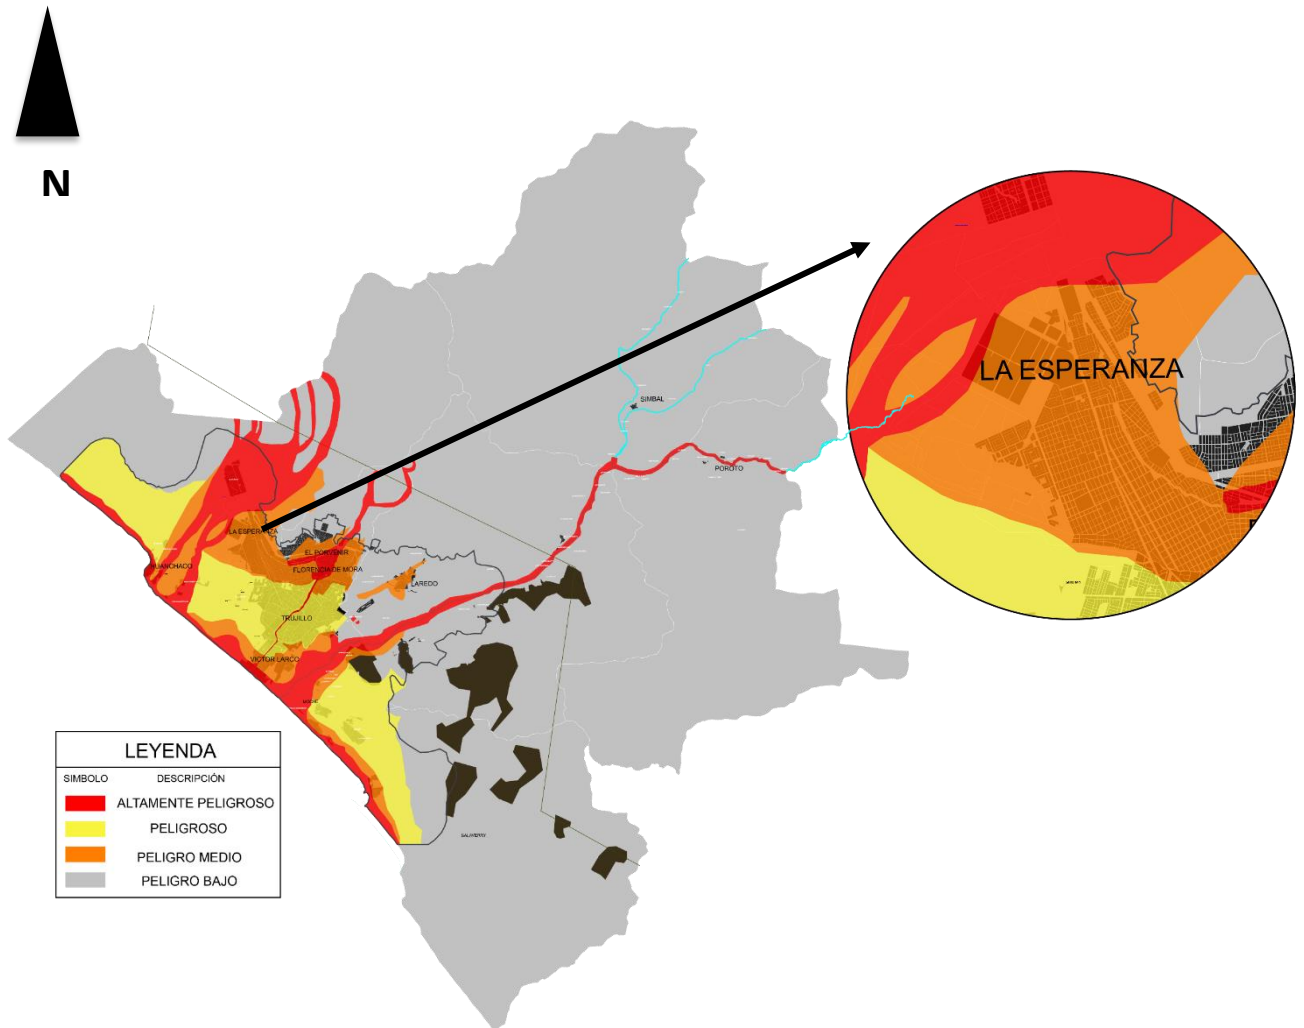 N
LA ESPERANZA
SIMBAL
POROTO
LA ESPERANZA
EL PORVENIR
HUANCHACO
FLORENCIA DE MORA
LAREDO
TRUJILLO
VICTOR LARCO
MOCHE
SALAVERRY
LEYENDA
SIMBOLO DESCRIPCIÓN
ALTAMENTE PELIGROSO
PELIGROSO
PELIGRO MEDIO
PELIGRO BAJO